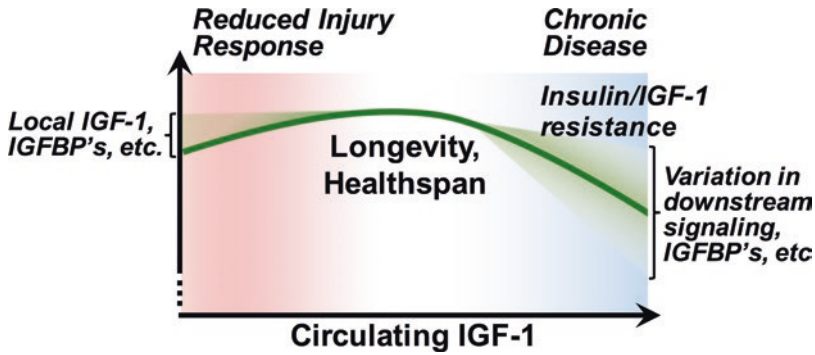 Reduced Injury
Response
Chronic
Disease
Local IGF-1,
IGFBP's, etc.
Insulin/IGF-1
resistance
Longevity,
Healthspan
Variation in
downstream
signaling,
IGFBP's, etc
Circulating IGF-1